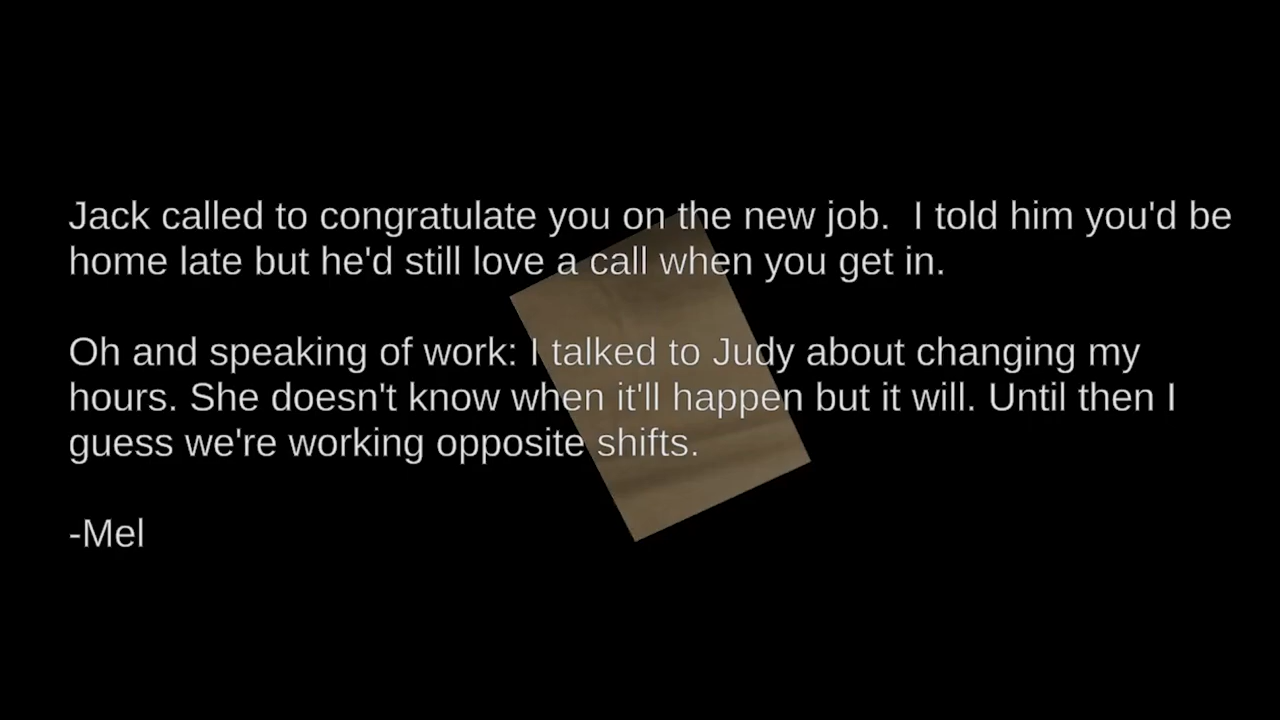 Jack called to congratulate you on the new job.  I told him you'd be
home late but he'd still love a call when you get in.
Oh and speaking of work: I talked to Judy about changing my
hours. She doesn't know when it'll happen but it will. Until then I
guess we're working opposite shifts.
-Mel